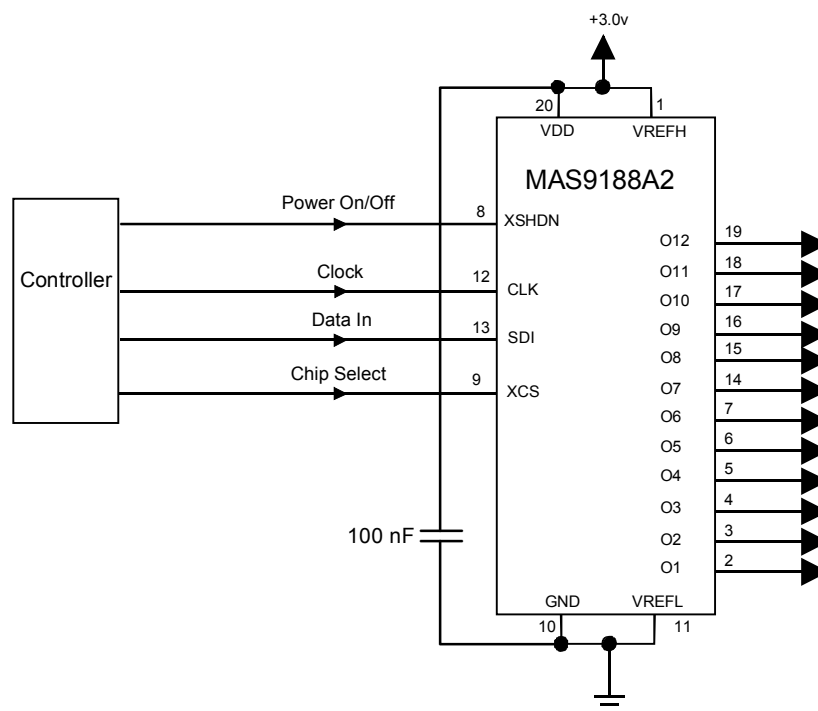 +3.0v
20
1
VDD
VREFH
MAS9188A2
Power On/Off
8
XSHDN
O12
19
Controller
Clock
12
CLK
O11
18
O10
17
Data In
13
SDI
O9
16
O8
15
Chip Select
9
XCS
O7
14
O6
7
O5
6
O4
5
O3
4
100 nF
O2
3
O1
2
GND
VREFL
10
11